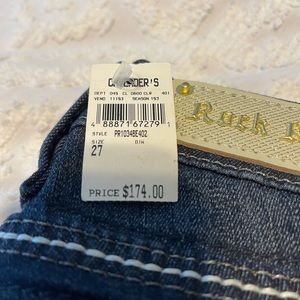 DEPT 045 CL 0600 CLR 401
VEND 11153 SEASON 153
4 88871 67279 1
STYLE PR10348E402
SIZE DIM
27
PRICE $174.00
Rock